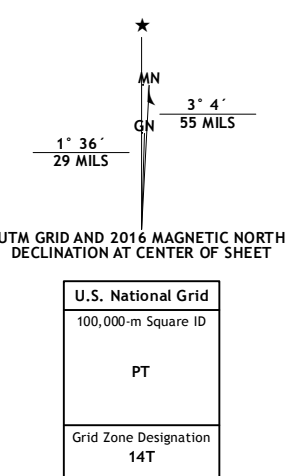 ★
MN
GN
3° 4´
55 MILS
1° 36´
29 MILS
UTM GRID AND 2016 MAGNETIC NORTH
DECLINATION AT CENTER OF SHEET
U.S. National Grid
100,000-m Square ID
PT
Grid Zone Designation
14T